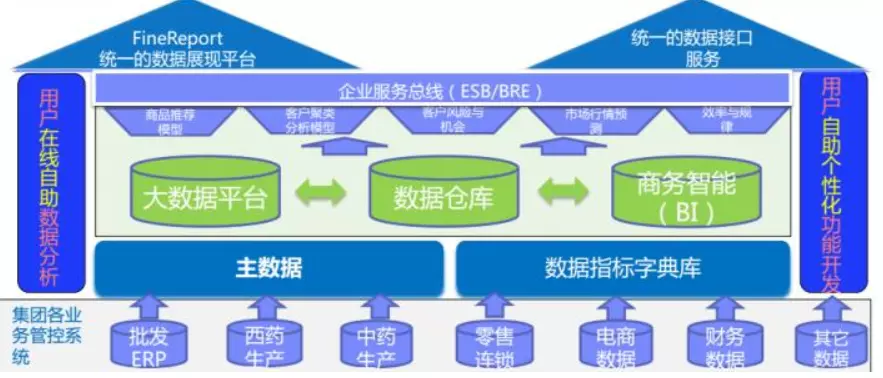 FineReport
统一的数据展现平台
统一的数据接口
服务
企业服务总线（ESB/BRE）
商品推荐
模型
客户聚类
分析模型
客户风险与
机会
市场行情预
测
效率与规
律
用户在线自助数据分析
用户自助个性化功能开发
大数据平台
数据仓库
商务智能
（BI）
主数据
数据指标字典库
集团各业
务管控系
统
批发
ERP
西药
生产
中药
生产
零售
连锁
电商
数据
财务
数据
其它
数据